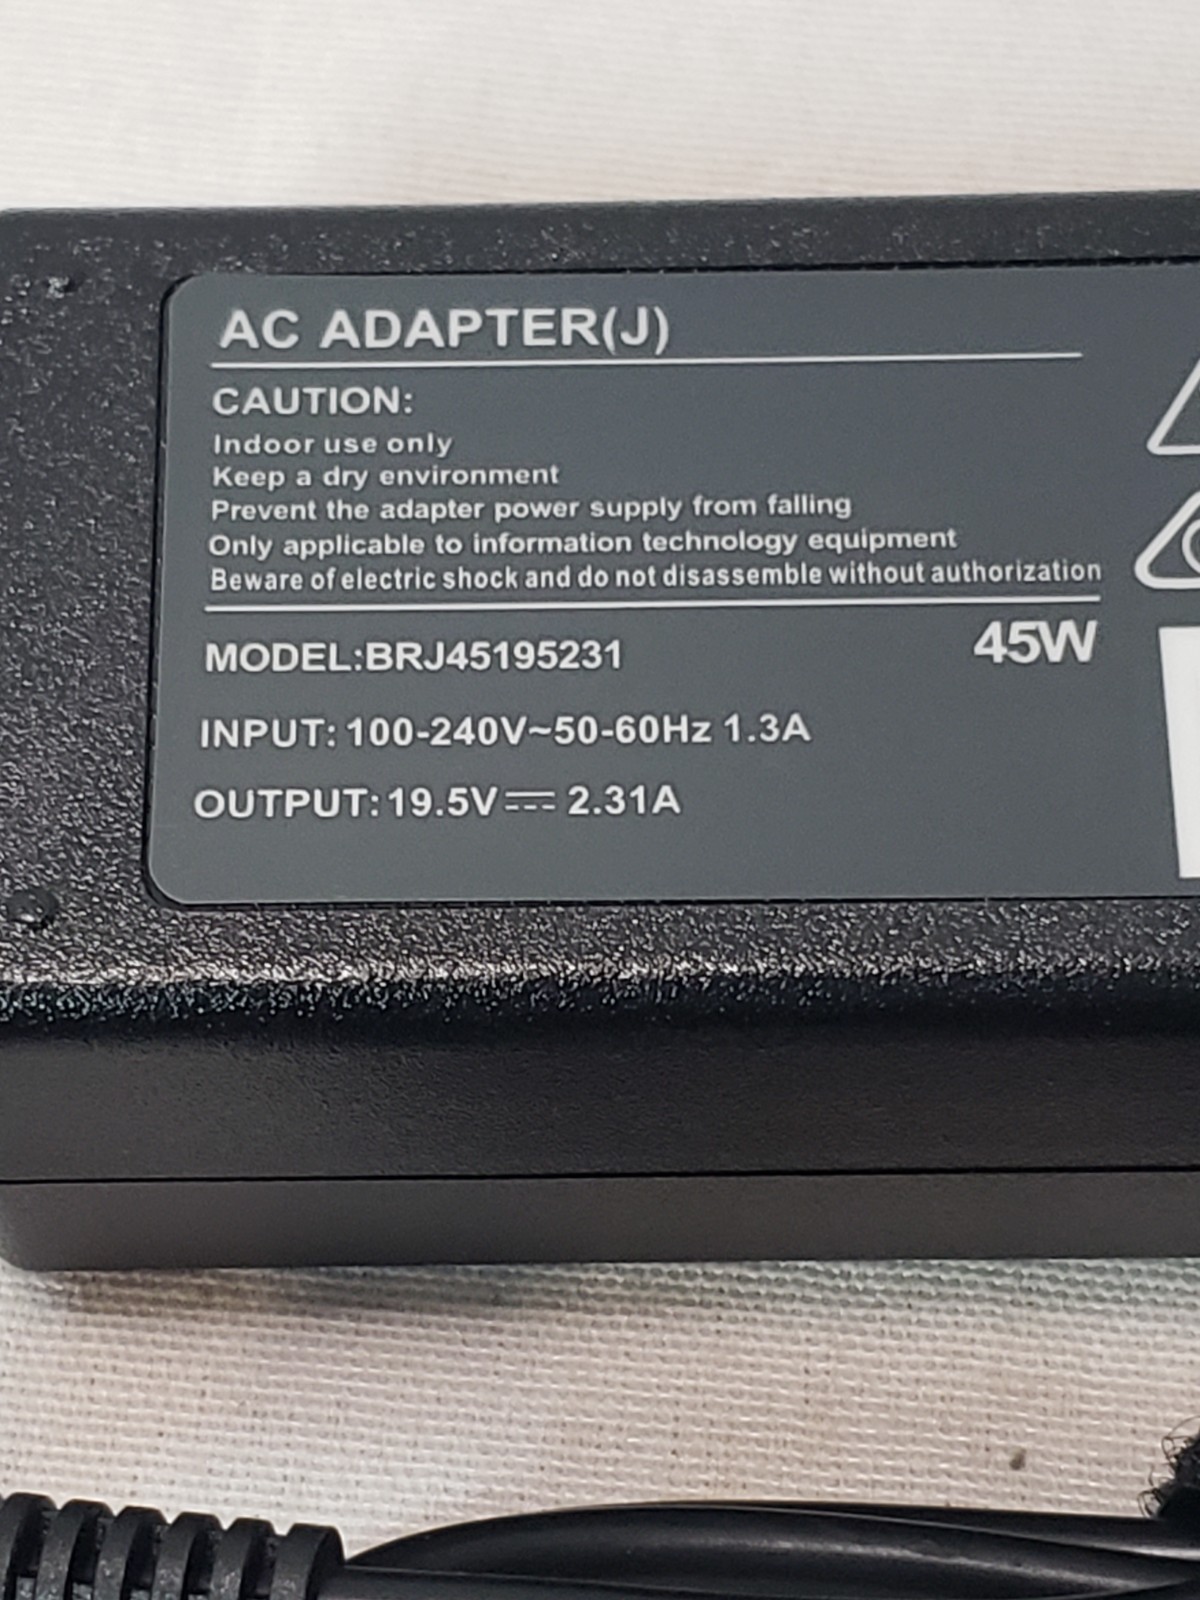 AC ADAPTER(J)
CAUTION:
Indoor use only
Keep a dry environment
Prevent the adapter power supply from falling
Only applicable to information technology equipment
Beware of electric shock and do not disassemble without authorization
MODEL:BRJ45195231 45W
INPUT: 100-240V~50-60Hz 1.3A
OUTPUT: 19.5V⎓2.31A